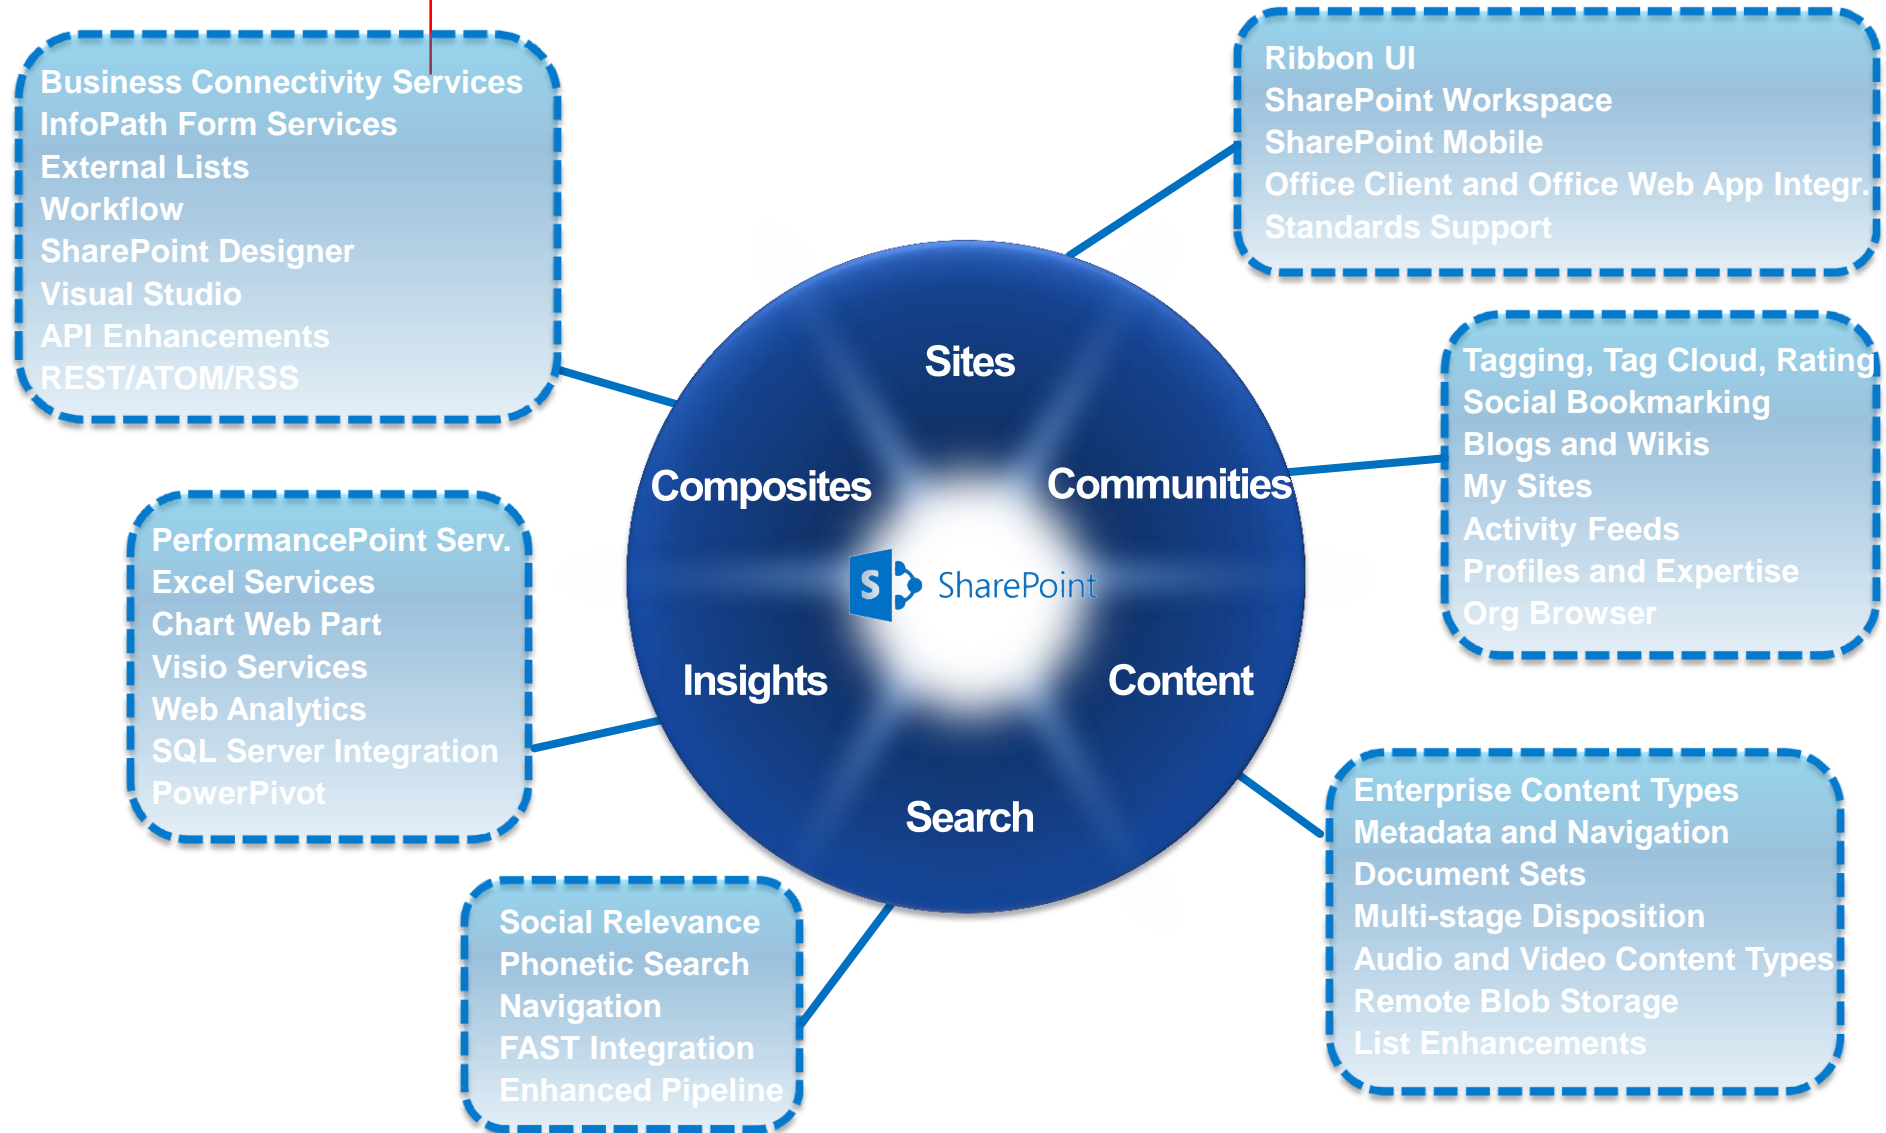 Business Connectivity Services
InfoPath Form Services
External Lists
Workflow
SharePoint Designer
Visual Studio
API Enhancements
REST/ATOM/RSS
Ribbon UI
SharePoint Workspace
SharePoint Mobile
Office Client and Office Web App Integr.
Standards Support
Tagging, Tag Cloud, Rating
Social Bookmarking
Blogs and Wikis
My Sites
Activity Feeds
Profiles and Expertise
Org Browser
Sites
Composites
Communities
S SharePoint
Insights
Content
Search
PerformancePoint Serv.
Excel Services
Chart Web Part
Visio Services
Web Analytics
SQL Server Integration
PowerPivot
Enterprise Content Types
Metadata and Navigation
Document Sets
Multi-stage Disposition
Audio and Video Content Types
Remote Blob Storage
List Enhancements
Social Relevance
Phonetic Search
Navigation
FAST Integration
Enhanced Pipeline